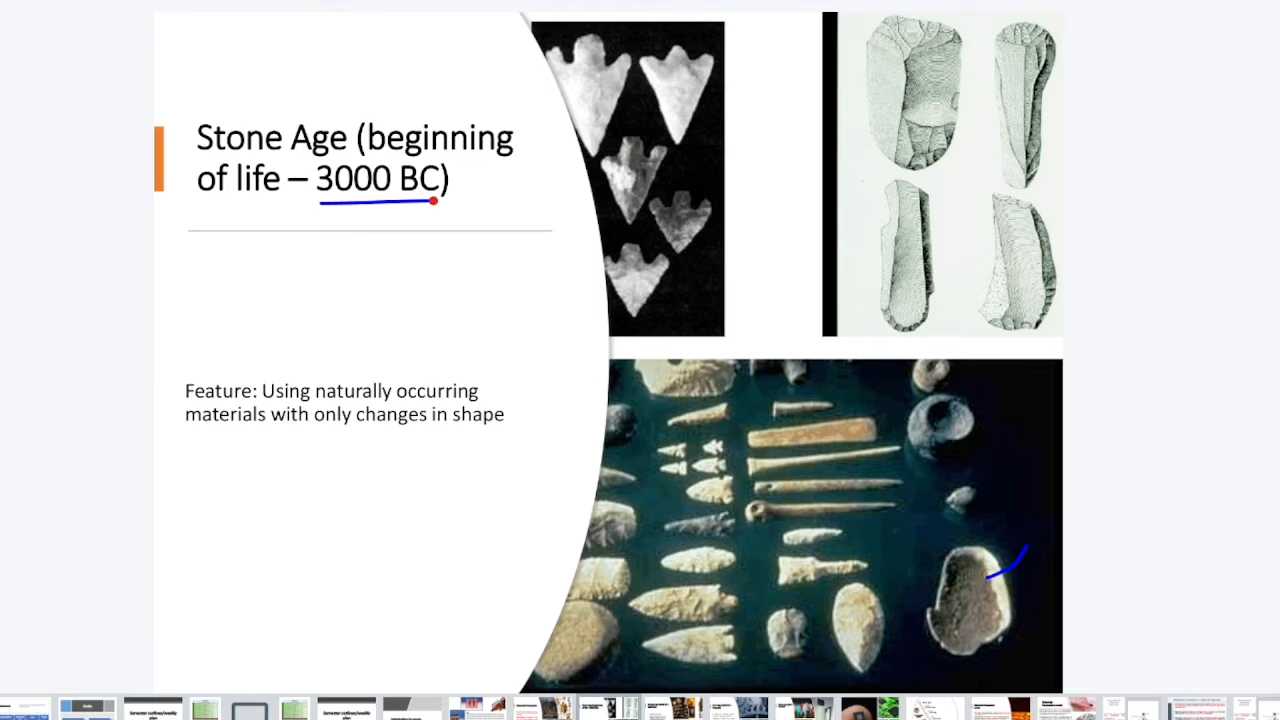 Stone Age (beginning
of life – 3000 BC)
Feature: Using naturally occurring
materials with only changes in shape